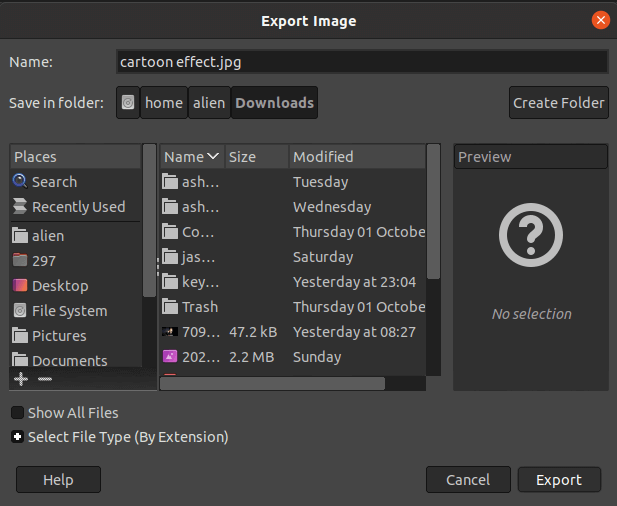 Export Image
Name: cartoon effect.jpg
Save in folder: home alien Downloads Create Folder
Places Name Size Modified Preview
Search ash... Tuesday
Recently Used ash... Wednesday
alien Co... Thursday 01 Octobe
297 jas... Saturday
Desktop key... Yesterday at 23:04
File System Trash Thursday 01 Octobe
Pictures 709... 47.2 kB Yesterday at 08:27
Documents 202... 2.2 MB Sunday
No selection
Show All Files
Select File Type (By Extension)
Help Cancel Export